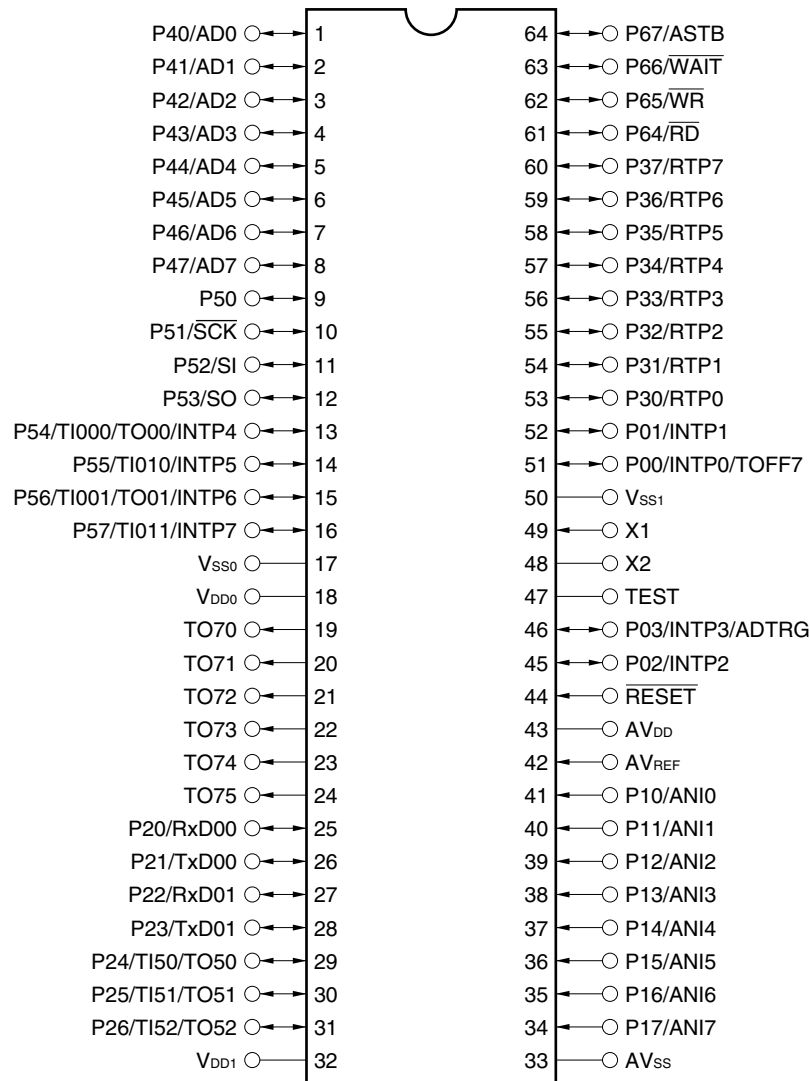 P40/AD0 1 64 P67/ASTB
P41/AD1 2 63 P66/WAIT
P42/AD2 3 62 P65/WR
P43/AD3 4 61 P64/RD
P44/AD4 5 60 P37/RTP7
P45/AD5 6 59 P36/RTP6
P46/AD6 7 58 P35/RTP5
P47/AD7 8 57 P34/RTP4
P50 9 56 P33/RTP3
P51/SCK 10 55 P32/RTP2
P52/SI 11 54 P31/RTP1
P53/SO 12 53 P30/RTP0
P54/TI000/TO00/INTP4 13 52 P01/INTP1
P55/TI010/INTP5 14 51 P00/INTP0/TOFF7
P56/TI001/TO01/INTP6 15 50 VSS1
P57/TI011/INTP7 16 49 X1
VSS0 17 48 X2
VDD0 18 47 TEST
TO70 19 46 P03/INTP3/ADTRG
TO71 20 45 P02/INTP2
TO72 21 44 RESET
TO73 22 43 AVDD
TO74 23 42 AVREF
TO75 24 41 P10/ANI0
P20/RxD00 25 40 P11/ANI1
P21/TxD00 26 39 P12/ANI2
P22/RxD01 27 38 P13/ANI3
P23/TxD01 28 37 P14/ANI4
P24/TI50/TO50 29 36 P15/ANI5
P25/TI51/TO51 30 35 P16/ANI6
P26/TI52/TO52 31 34 P17/ANI7
VDD1 32 33 AVSS